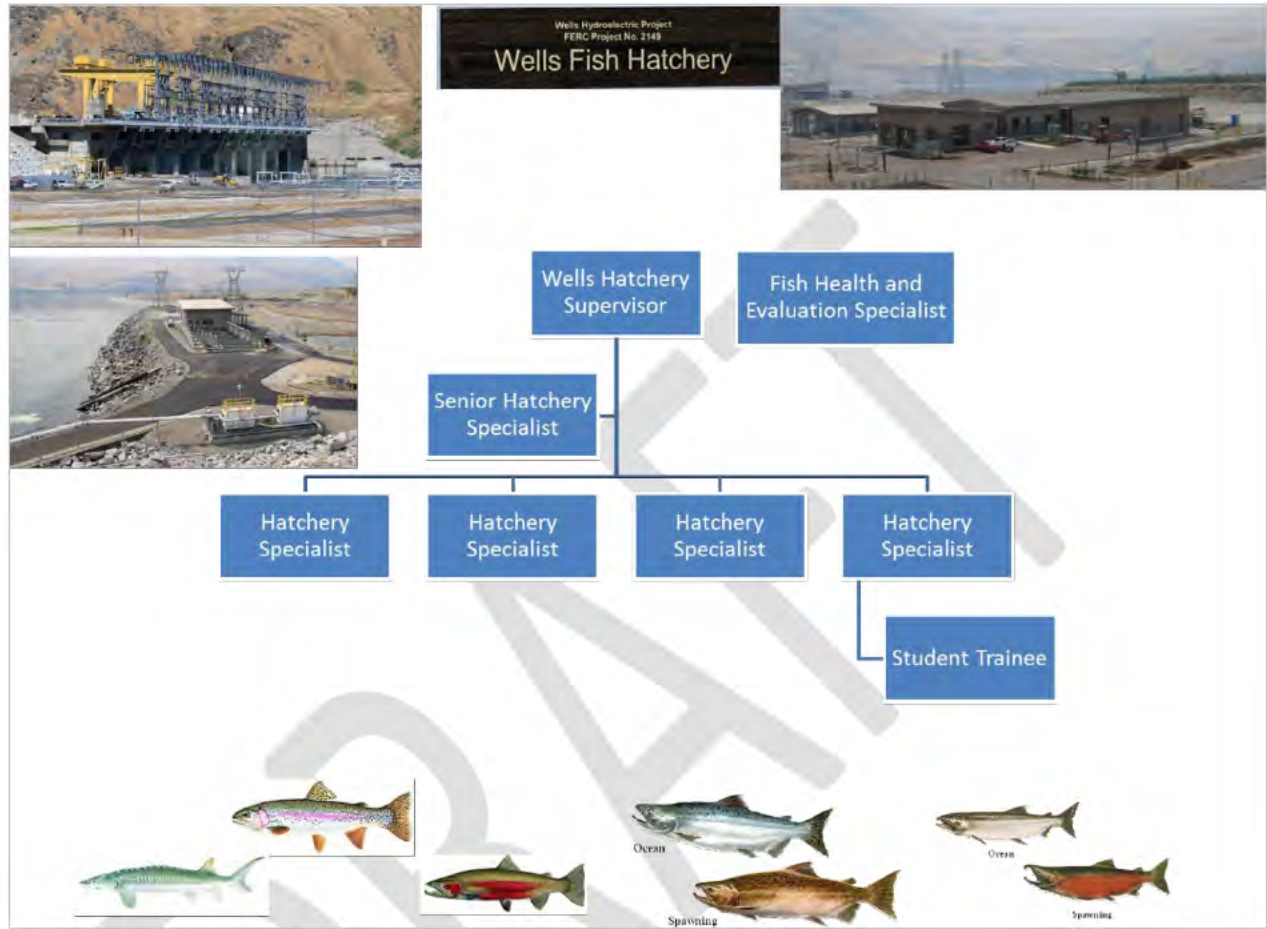 Wells Hydroelectric Project
FERC Project No. 2149
Wells Fish Hatchery
Wells Hatchery
Supervisor
Fish Health and
Evaluation Specialist
Senior Hatchery
Specialist
Hatchery
Specialist
Hatchery
Specialist
Hatchery
Specialist
Hatchery
Specialist
Student Trainee
Ocean
Spawning
Ocean
Spawning
DRAFT